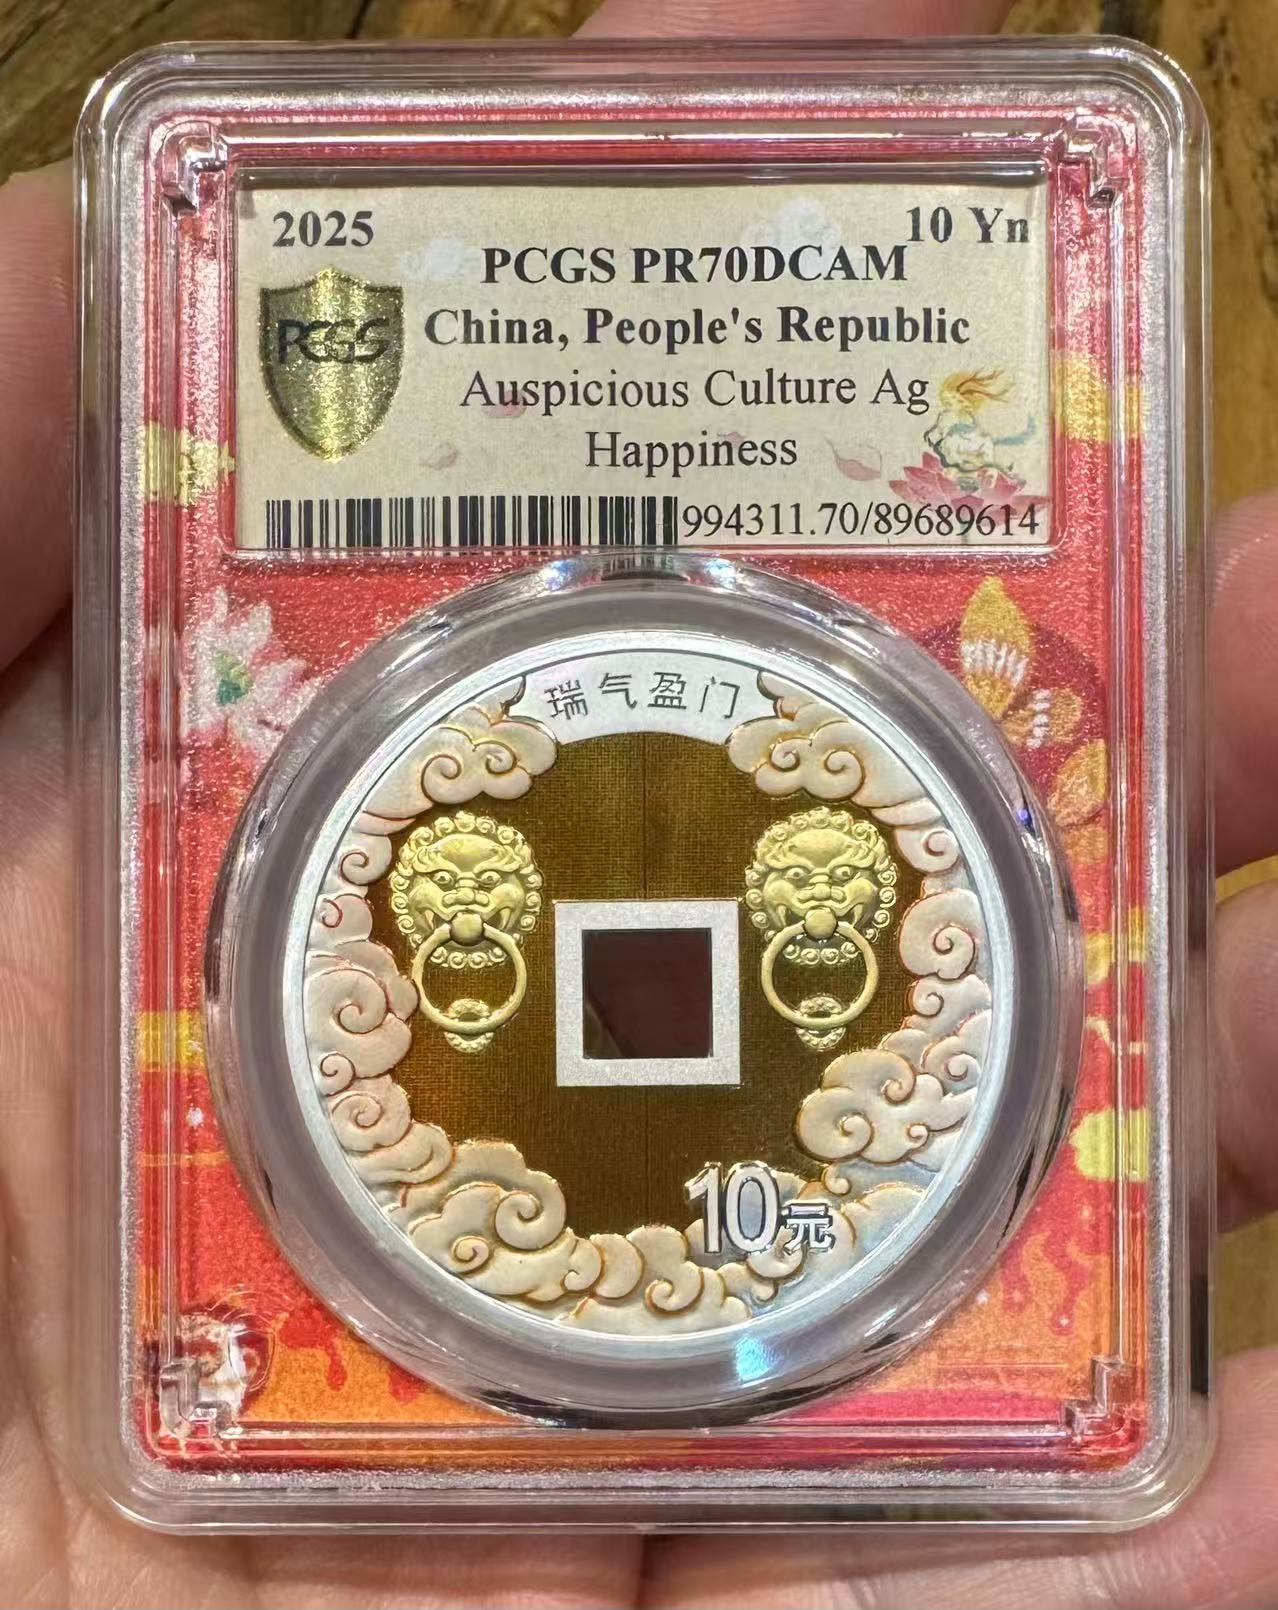 2025
10 Yn
PCGS PR70DCAM
PCGS
China, People's Republic
Auspicious Culture Ag
Happiness
994311.70/89689614
瑞气盈门
10元